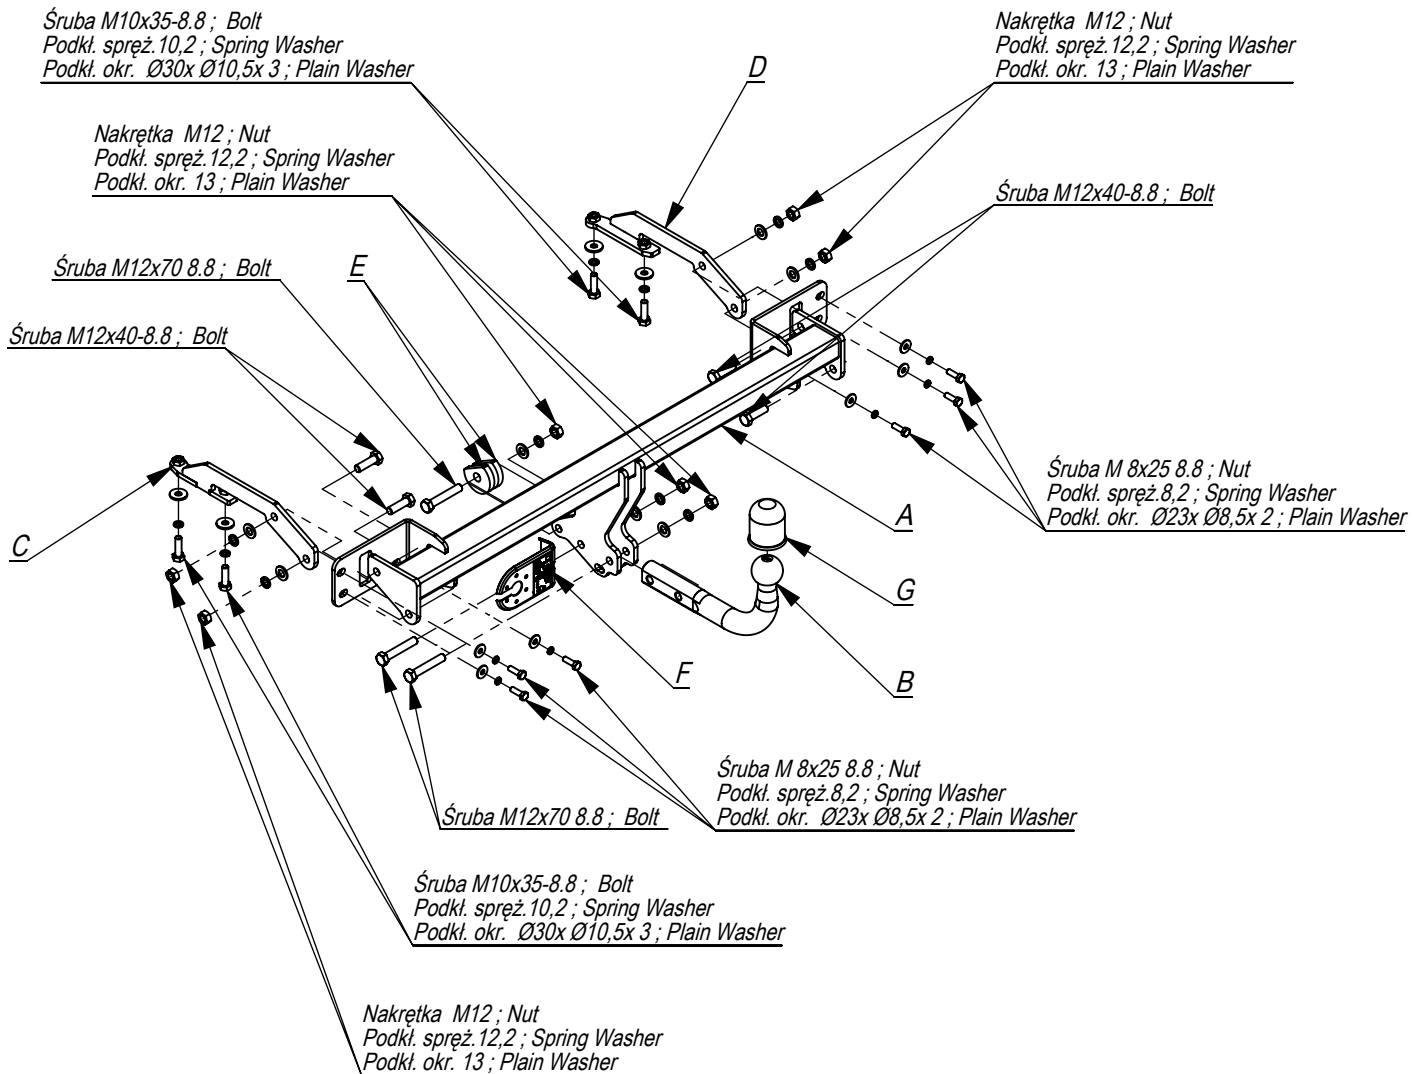 Śruba M10x35-8.8 ; Bolt
Podkł. spręż.10,2 ; Spring Washer
Podkł. okr. Ø30x Ø10,5x 3 ; Plain Washer
Nakrętka M12 ; Nut
Podkł. spręż.12,2 ; Spring Washer
Podkł. okr. 13 ; Plain Washer
D
Nakrętka M12 ; Nut
Podkł. spręż.12,2 ; Spring Washer
Podkł. okr. 13 ; Plain Washer
Śruba M12x40-8.8 ; Bolt
Śruba M12x70 8.8 ; Bolt
E
Śruba M12x40-8.8 ; Bolt
Śruba M 8x25 8.8 ; Nut
Podkł. spręż.8,2 ; Spring Washer
Podkł. okr. Ø23x Ø8,5x 2 ; Plain Washer
A
C
G
F
B
Śruba M 8x25 8.8 ; Nut
Podkł. spręż.8,2 ; Spring Washer
Podkł. okr. Ø23x Ø8,5x 2 ; Plain Washer
Śruba M12x70 8.8 ; Bolt
Śruba M10x35-8.8 ; Bolt
Podkł. spręż.10,2 ; Spring Washer
Podkł. okr. Ø30x Ø10,5x 3 ; Plain Washer
Nakrętka M12 ; Nut
Podkł. spręż.12,2 ; Spring Washer
Podkł. okr. 13 ; Plain Washer